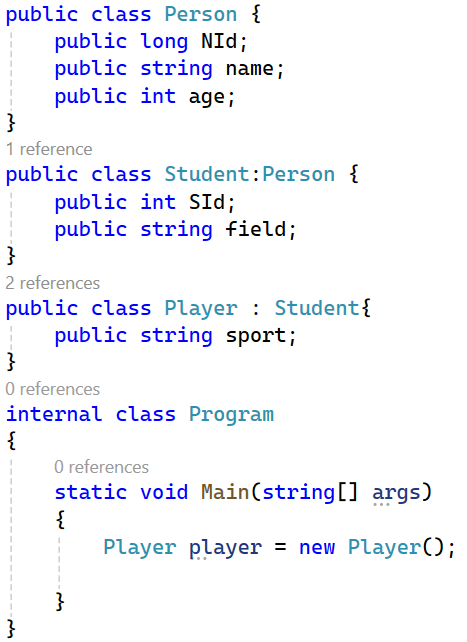 public class Person {
public long NId;
public string name;
public int age;
}
1 reference
public class Student:Person {
public int SId;
public string field;
}
2 references
public class Player : Student{
public string sport;
}
0 references
internal class Program
{
0 references
static void Main(string[] args)
{
Player player = new Player();
}
}